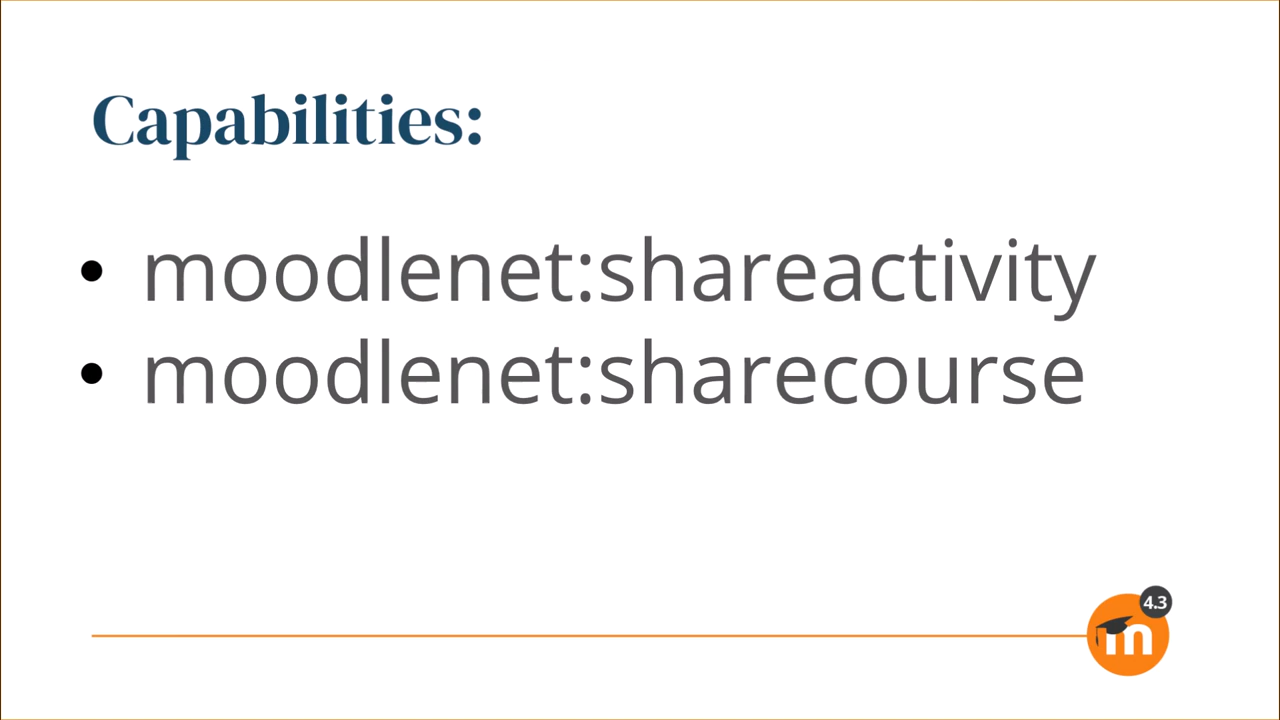 Capabilities:
• moodlenet:shareactivity
• moodlenet:sharecourse
4.3
m